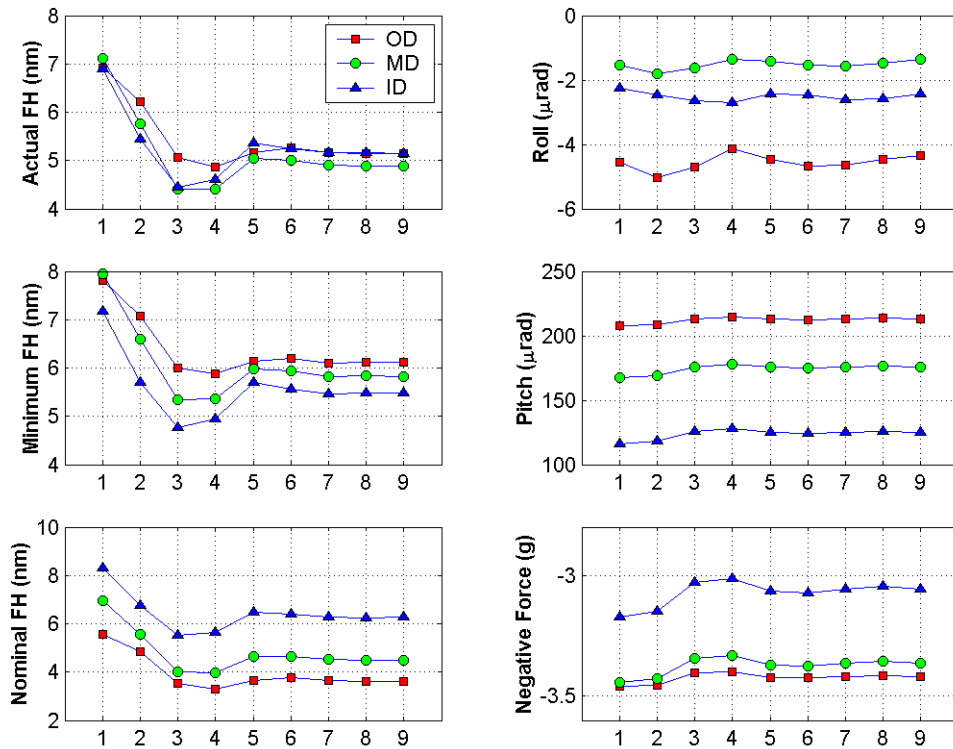 Actual FH (nm)
8
7
6
5
4
1 2 3 4 5 6 7 8 9
OD
MD
ID
Roll (μrad)
0
-2
-4
-6
1 2 3 4 5 6 7 8 9
Minimum FH (nm)
8
7
6
5
4
1 2 3 4 5 6 7 8 9
Pitch (μrad)
250
200
150
100
1 2 3 4 5 6 7 8 9
Nominal FH (nm)
10
8
6
4
2
1 2 3 4 5 6 7 8 9
Negative Force (g)
-3
-3.5
1 2 3 4 5 6 7 8 9